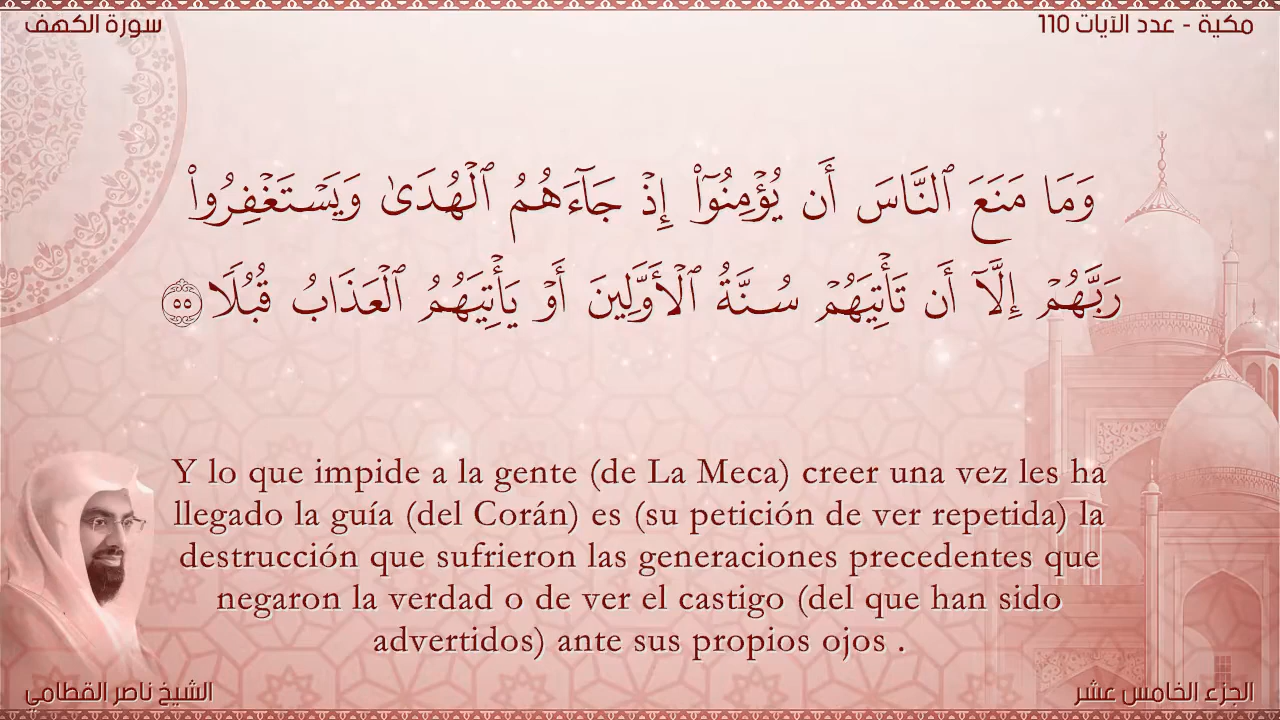 سورة الكهف
مكية - عدد الآيات 110
وَمَا مَنَعَ ٱلنَّاسَ أَن يُؤْمِنُوٓا۟ إِذْ جَآءَهُمُ ٱلْهُدَىٰ وَيَسْتَغْفِرُوا۟
رَبَّهُمْ إِلَّآ أَن تَأْتِيَهُمْ سُنَّةُ ٱلْأَوَّلِينَ أَوْ يَأْتِيَهُمُ ٱلْعَذَابُ قُبُلًا ٥٥
Y lo que impide a la gente (de La Meca) creer una vez les ha
llegado la guía (del Corán) es (su petición de ver repetida) la
destrucción que sufrieron las generaciones precedentes que
negaron la verdad o de ver el castigo (del que han sido
advertidos) ante sus propios ojos .
الشيخ ناصر القطامي
الجزء الخامس عشر